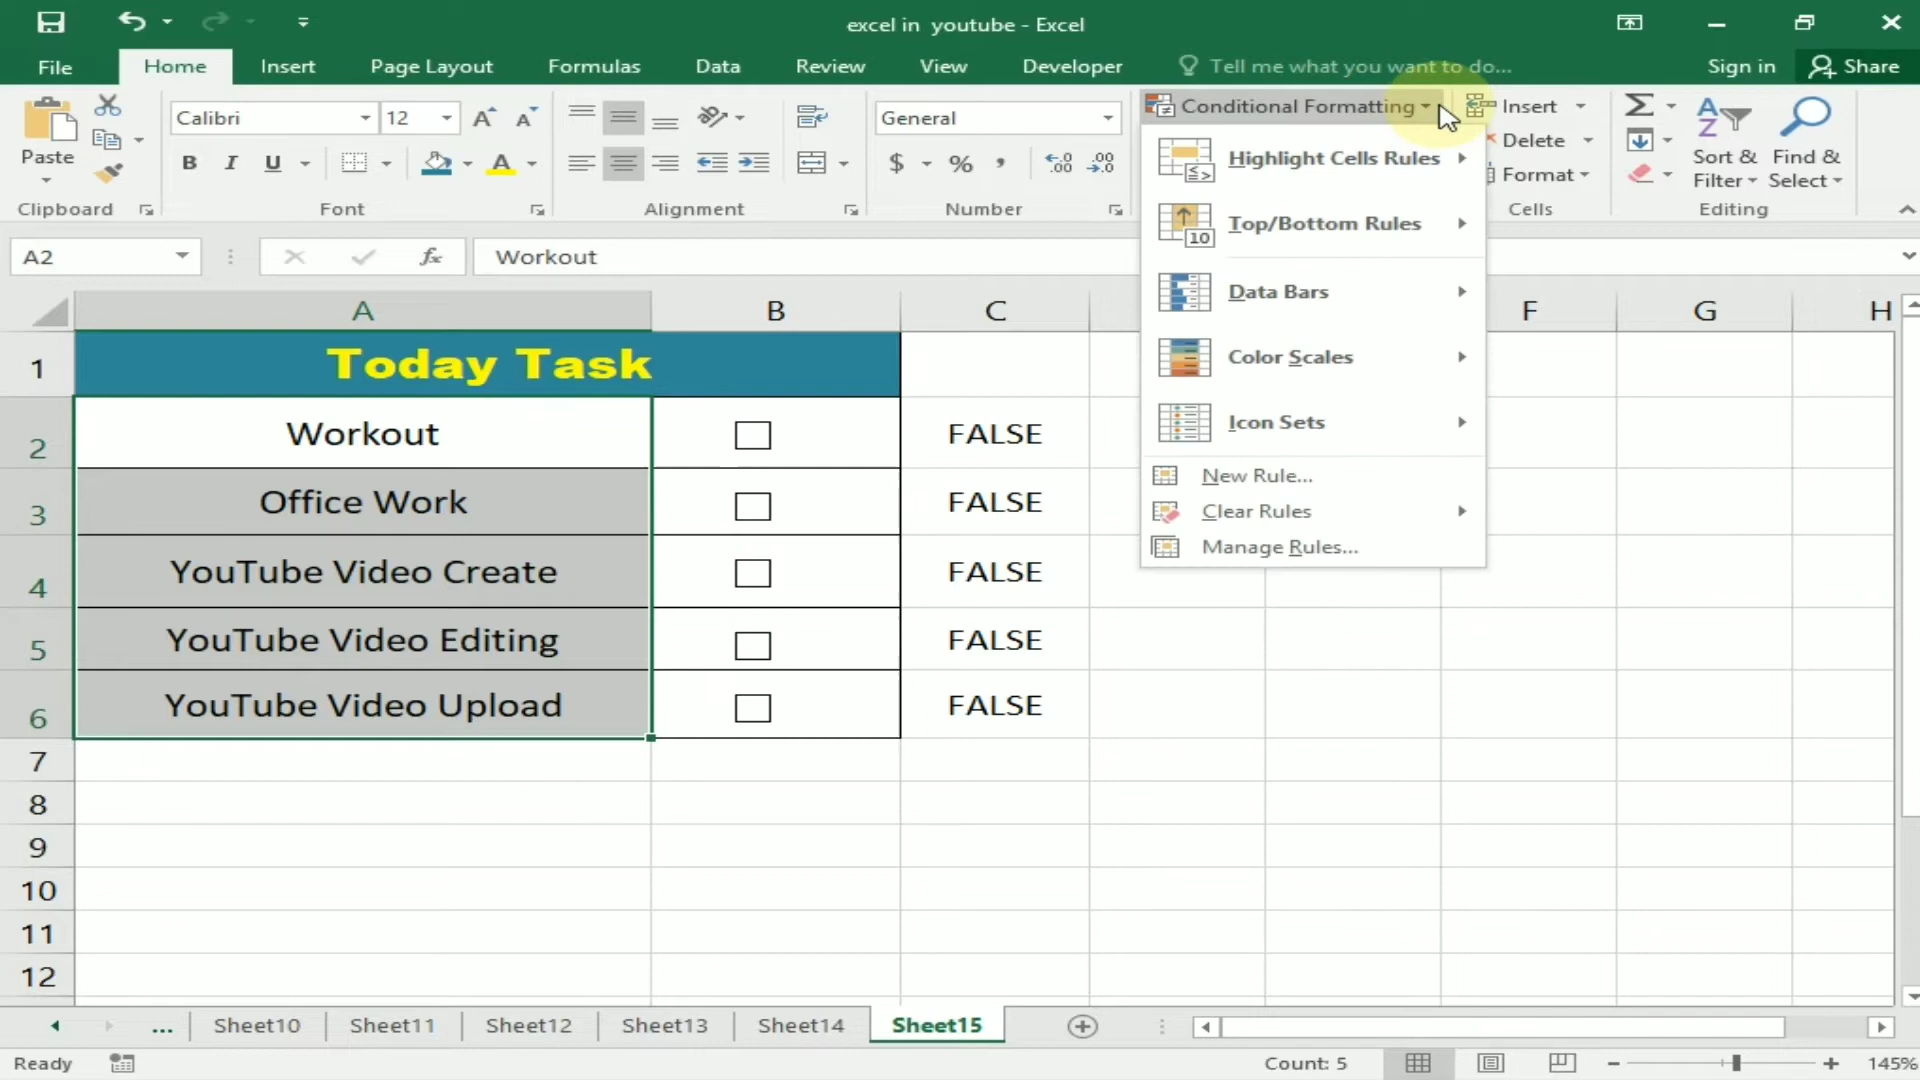 excel in youtube - Excel
File Home Insert Page Layout Formulas Data Review View Developer Tell me what you want to do... Sign in Share
Paste
Clipboard
Calibri 12
B I U A
Font
Alignment
General
$ % ,
Number
Conditional Formatting
Highlight Cells Rules
Top/Bottom Rules
10
Data Bars
Color Scales
Icon Sets
New Rule...
Clear Rules
Manage Rules...
Insert
Delete
Format
Cells
Sort & Filter
Find & Select
Editing
A2 fx Workout
A B C F G H
1 Today Task
2 Workout FALSE
3 Office Work FALSE
4 YouTube Video Create FALSE
5 YouTube Video Editing FALSE
6 YouTube Video Upload FALSE
7
8
9
10
11
12
... Sheet10 Sheet11 Sheet12 Sheet13 Sheet14 Sheet15
Ready Count: 5 145%